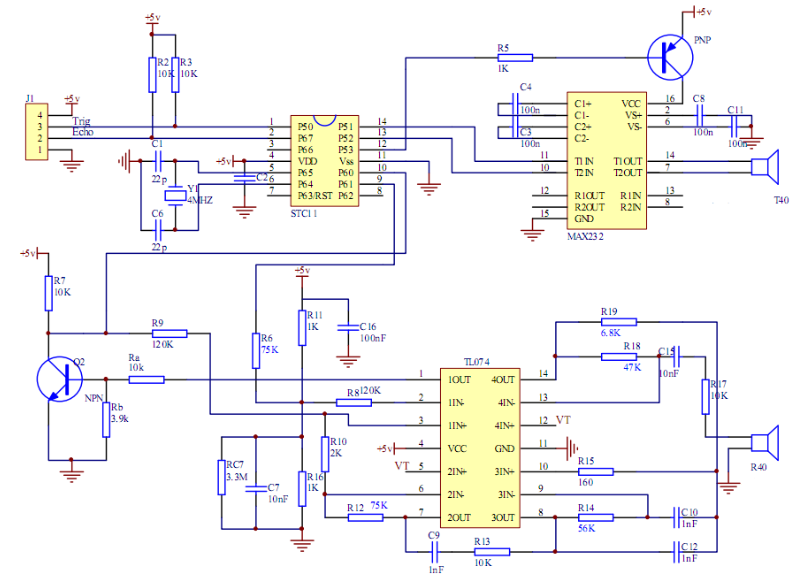 +5v
+5v
PNP
R5
1K
R2
10K
R3
10K
J1
+5v
4
3
2
1
Trig
Echo
1 P50 P51 14
2 P67 P52 13
3 P66 P53 12
4 VDD Vss 11
5 P65 P60 10
6 P64 P61 9
7 P63/RST P62 8
STC11
+5v
C2
C1
22p
Y1
4MHZ
C6
22p
C4
100n
C3
100n
C1+ VCC 16
C1- VS+ 2
C2+ VS- 6
C2-
11 T1IN T1OUT 14
10 T2IN T2OUT 7
12 R1OUT R1IN 13
9 R2OUT R2IN 8
15 GND
MAX232
C8
100n
C11
100n
T40
+5v
R7
10K
R9
120K
Q2
NPN
Ra
10k
Rb
3.9k
+5v
R11
1K
C16
100nF
R6
75K
R8 120K
R10
2K
RC7
3.3M
C7
10nF
R16
1K
R12
75K
C9
1nF
R13
10K
TL074
1 1OUT 4OUT 14
2 1IN- 4IN- 13
3 1IN+ 4IN+ 12 VT
+5v 4 VCC GND 11
VT 5 2IN+ 3IN+ 10
6 2IN- 3IN- 9
7 2OUT 3OUT 8
R19
6.8K
R18
47K
C15
10nF
R17
10K
R40
R15
160
R14
56K
C10
1nF
C12
1nF